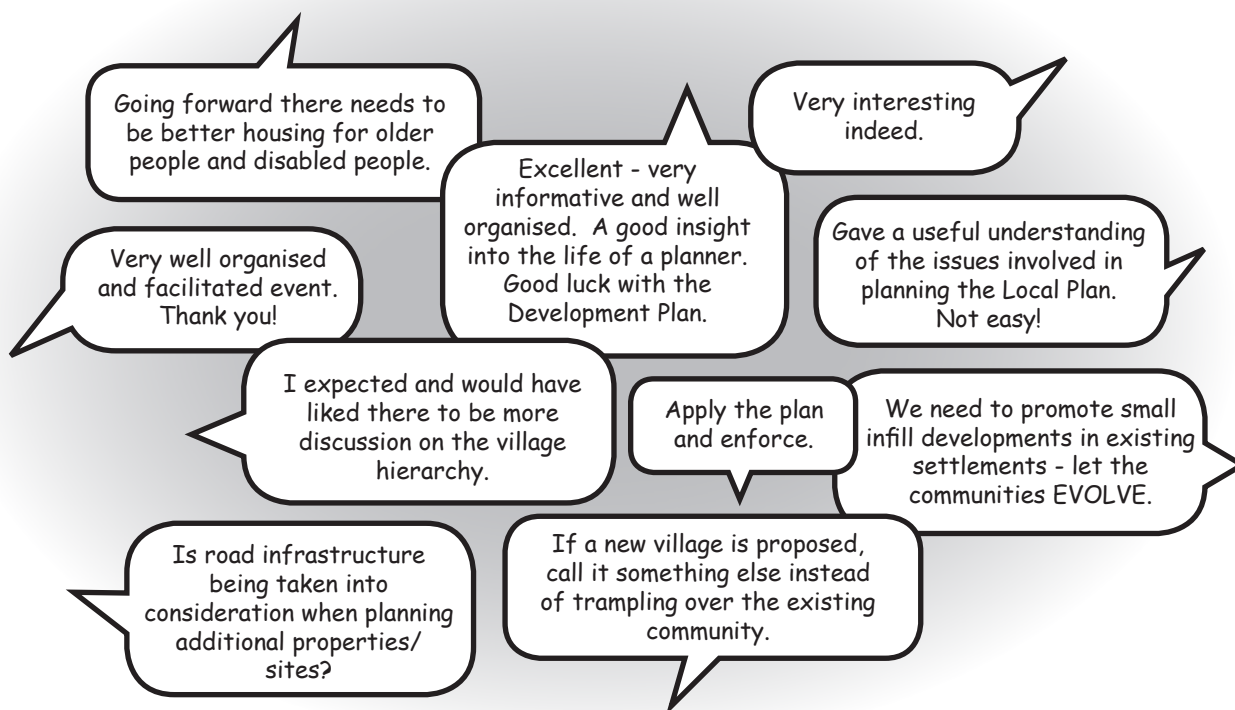 Going forward there needs to
be better housing for older
people and disabled people.
Excellent - very
informative and well
organised.  A good insight
into the life of a planner.
Good luck with the
Development Plan.
Very interesting
indeed.
Very well organised
and facilitated event.
Thank you!
Gave a useful understanding
of the issues involved in
planning the Local Plan.
Not easy!
I expected and would have
liked there to be more
discussion on the village
hierarchy.
Apply the plan
and enforce.
We need to promote small
infill developments in existing
settlements - let the
communities EVOLVE.
Is road infrastructure
being taken into
consideration when planning
additional properties/
sites?
If a new village is proposed,
call it something else instead
of trampling over the existing
community.